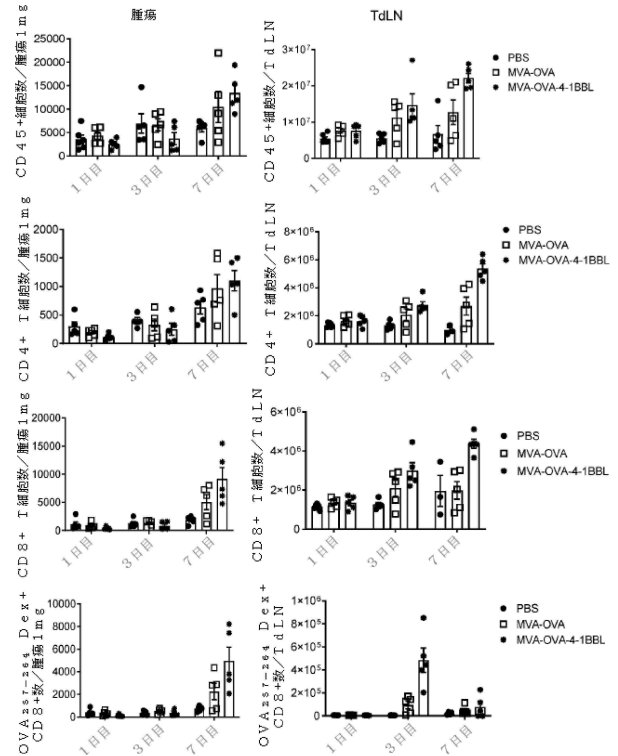 腫瘍
TdLN
CD45+細胞数/腫瘍1mg
25000
20000
15000
10000
5000
0
1日目
3日目
7日目
CD45+細胞数/TdLN
3×10⁷
2×10⁷
1×10⁷
0
1日目
3日目
7日目
PBS
MVA-OVA
MVA-OVA-4-1BBL
CD4+ T細胞数/腫瘍1mg
2000
1500
1000
500
0
1日目
3日目
7日目
CD4+ T細胞数/TdLN
8×10⁶
6×10⁶
4×10⁶
2×10⁶
0
1日目
3日目
7日目
PBS
MVA-OVA
MVA-OVA-4-1BBL
CD8+ T細胞数/腫瘍1mg
20000
15000
10000
5000
0
1日目
3日目
7日目
CD8+ T細胞数/TdLN
6×10⁶
4×10⁶
2×10⁶
0
1日目
3日目
7日目
PBS
MVA-OVA
MVA-OVA-4-1BBL
OVA₂₅₇₋₂₆₄ Dex+
CD8+数/腫瘍1mg
10000
8000
6000
4000
2000
0
1日目
3日目
7日目
OVA₂₅₇₋₂₆₄ Dex+
CD8+数/TdLN
1×10⁶
8×10⁵
6×10⁵
4×10⁵
2×10⁵
0
1日目
3日目
7日目
PBS
MVA-OVA
MVA-OVA-4-1BBL